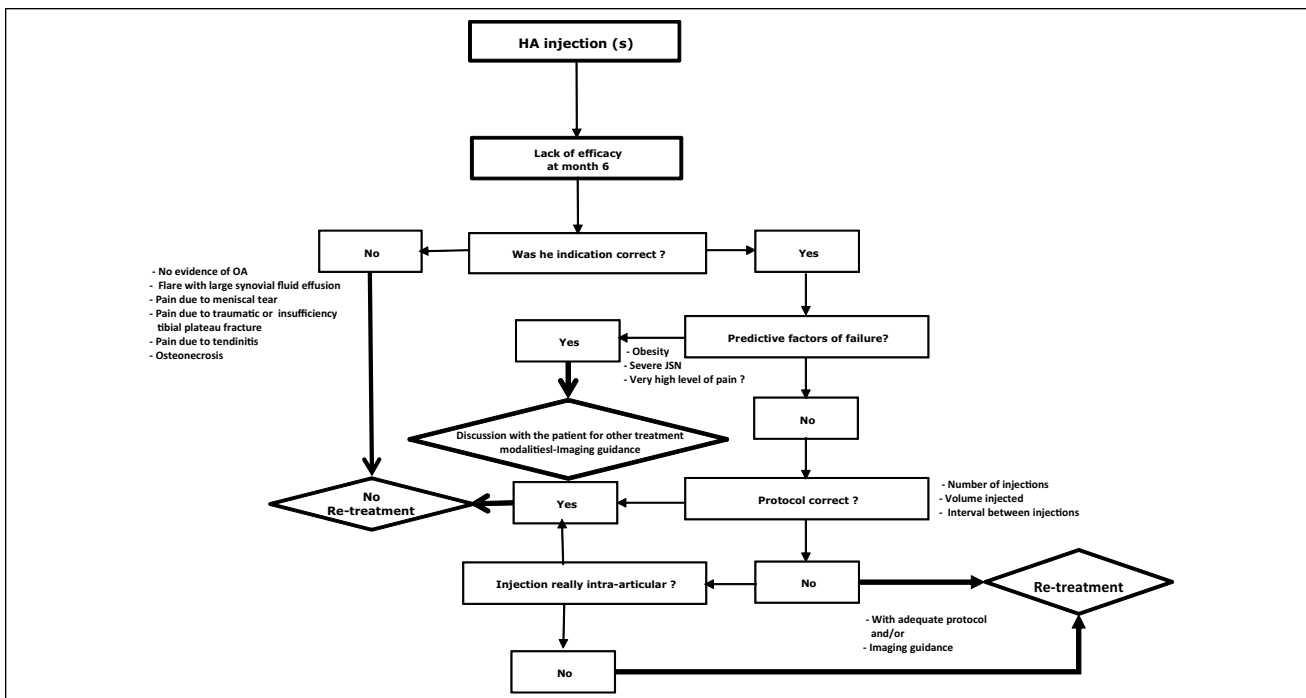 HA injection (s)
Lack of efficacy
at month 6
Was he indication correct ?
No
Yes
- No evidence of OA
- Flare with large synovial fluid effusion
- Pain due to meniscal tear
- Pain due to traumatic or insufficiency
tibial plateau fracture
- Pain due to tendinitis
- Osteonecrosis
Predictive factors of failure?
Yes
- Obesity
- Severe JSN
- Very high level of pain ?
No
Discussion with the patient for other treatment
modalitiesl-Imaging guidance
Protocol correct ?
- Number of injections
- Volume injected
- Interval between injections
Yes
No
Re-treatment
Injection really intra-articular ?
No
Re-treatment
- With adequate protocol
and/or
- Imaging guidance
No